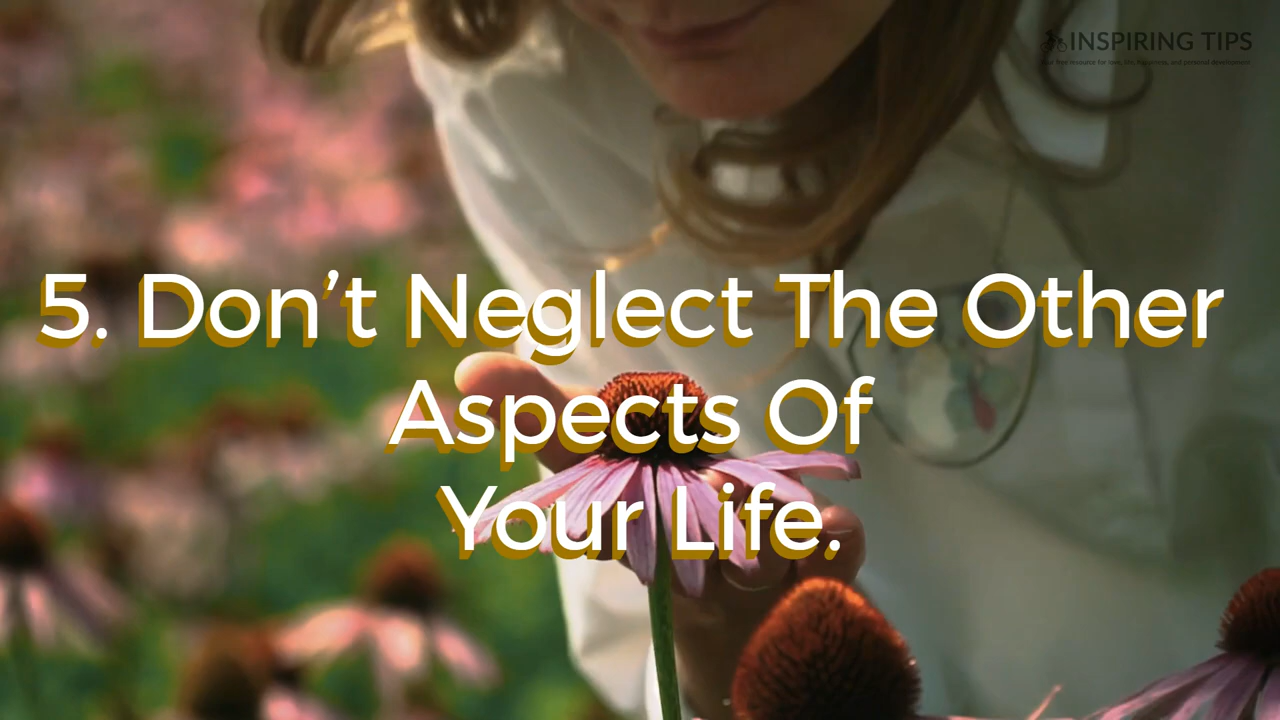 INSPIRING TIPS
5. Don’t Neglect The Other
Aspects Of
Your Life.